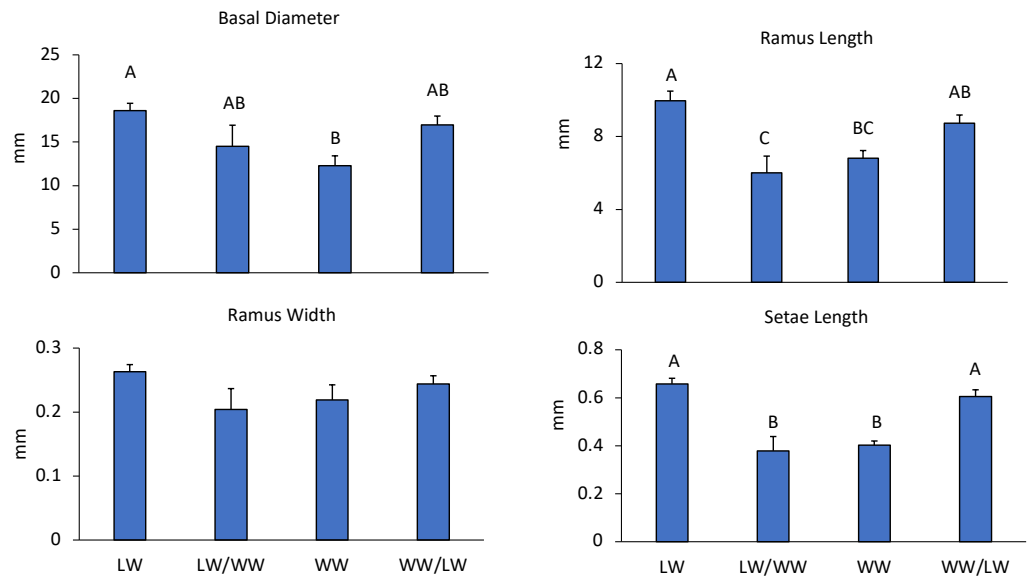 Basal Diameter
25
20
15
10
5
0
mm
A
AB
B
AB
Ramus Length
12
8
4
0
mm
A
C
BC
AB
Ramus Width
0.3
0.2
0.1
0
mm
LW
LW/WW
WW
WW/LW
Setae Length
0.8
0.6
0.4
0.2
0
mm
A
B
B
A
LW
LW/WW
WW
WW/LW